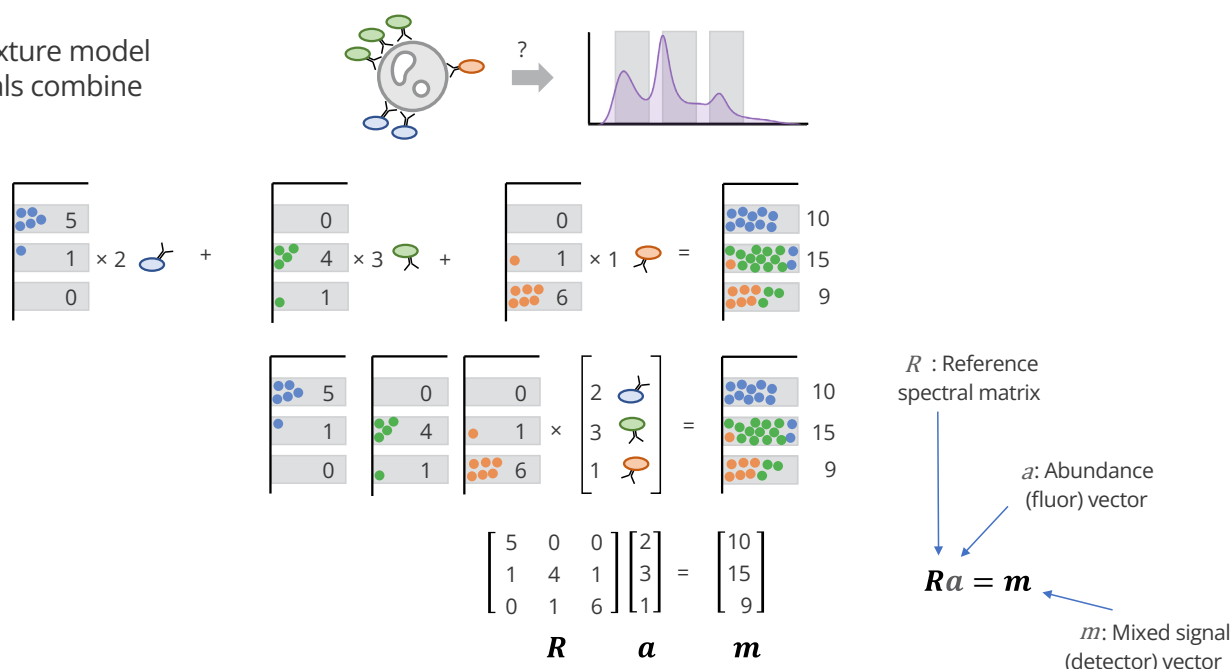 xture model
als combine
?
5
1 × 2 +
0
0
4 × 3 +
1
0
1 × 1 =
6
10
15
9
5 0 0 2 10
1 4 1 × 3 = 15
0 1 6 1 9
R : Reference
spectral matrix
a: Abundance
(fluor) vector
5 0 0 2 10
1 4 1 3 = 15
0 1 6 1 9
R a m
Ra = m
m: Mixed signal
(detector) vector